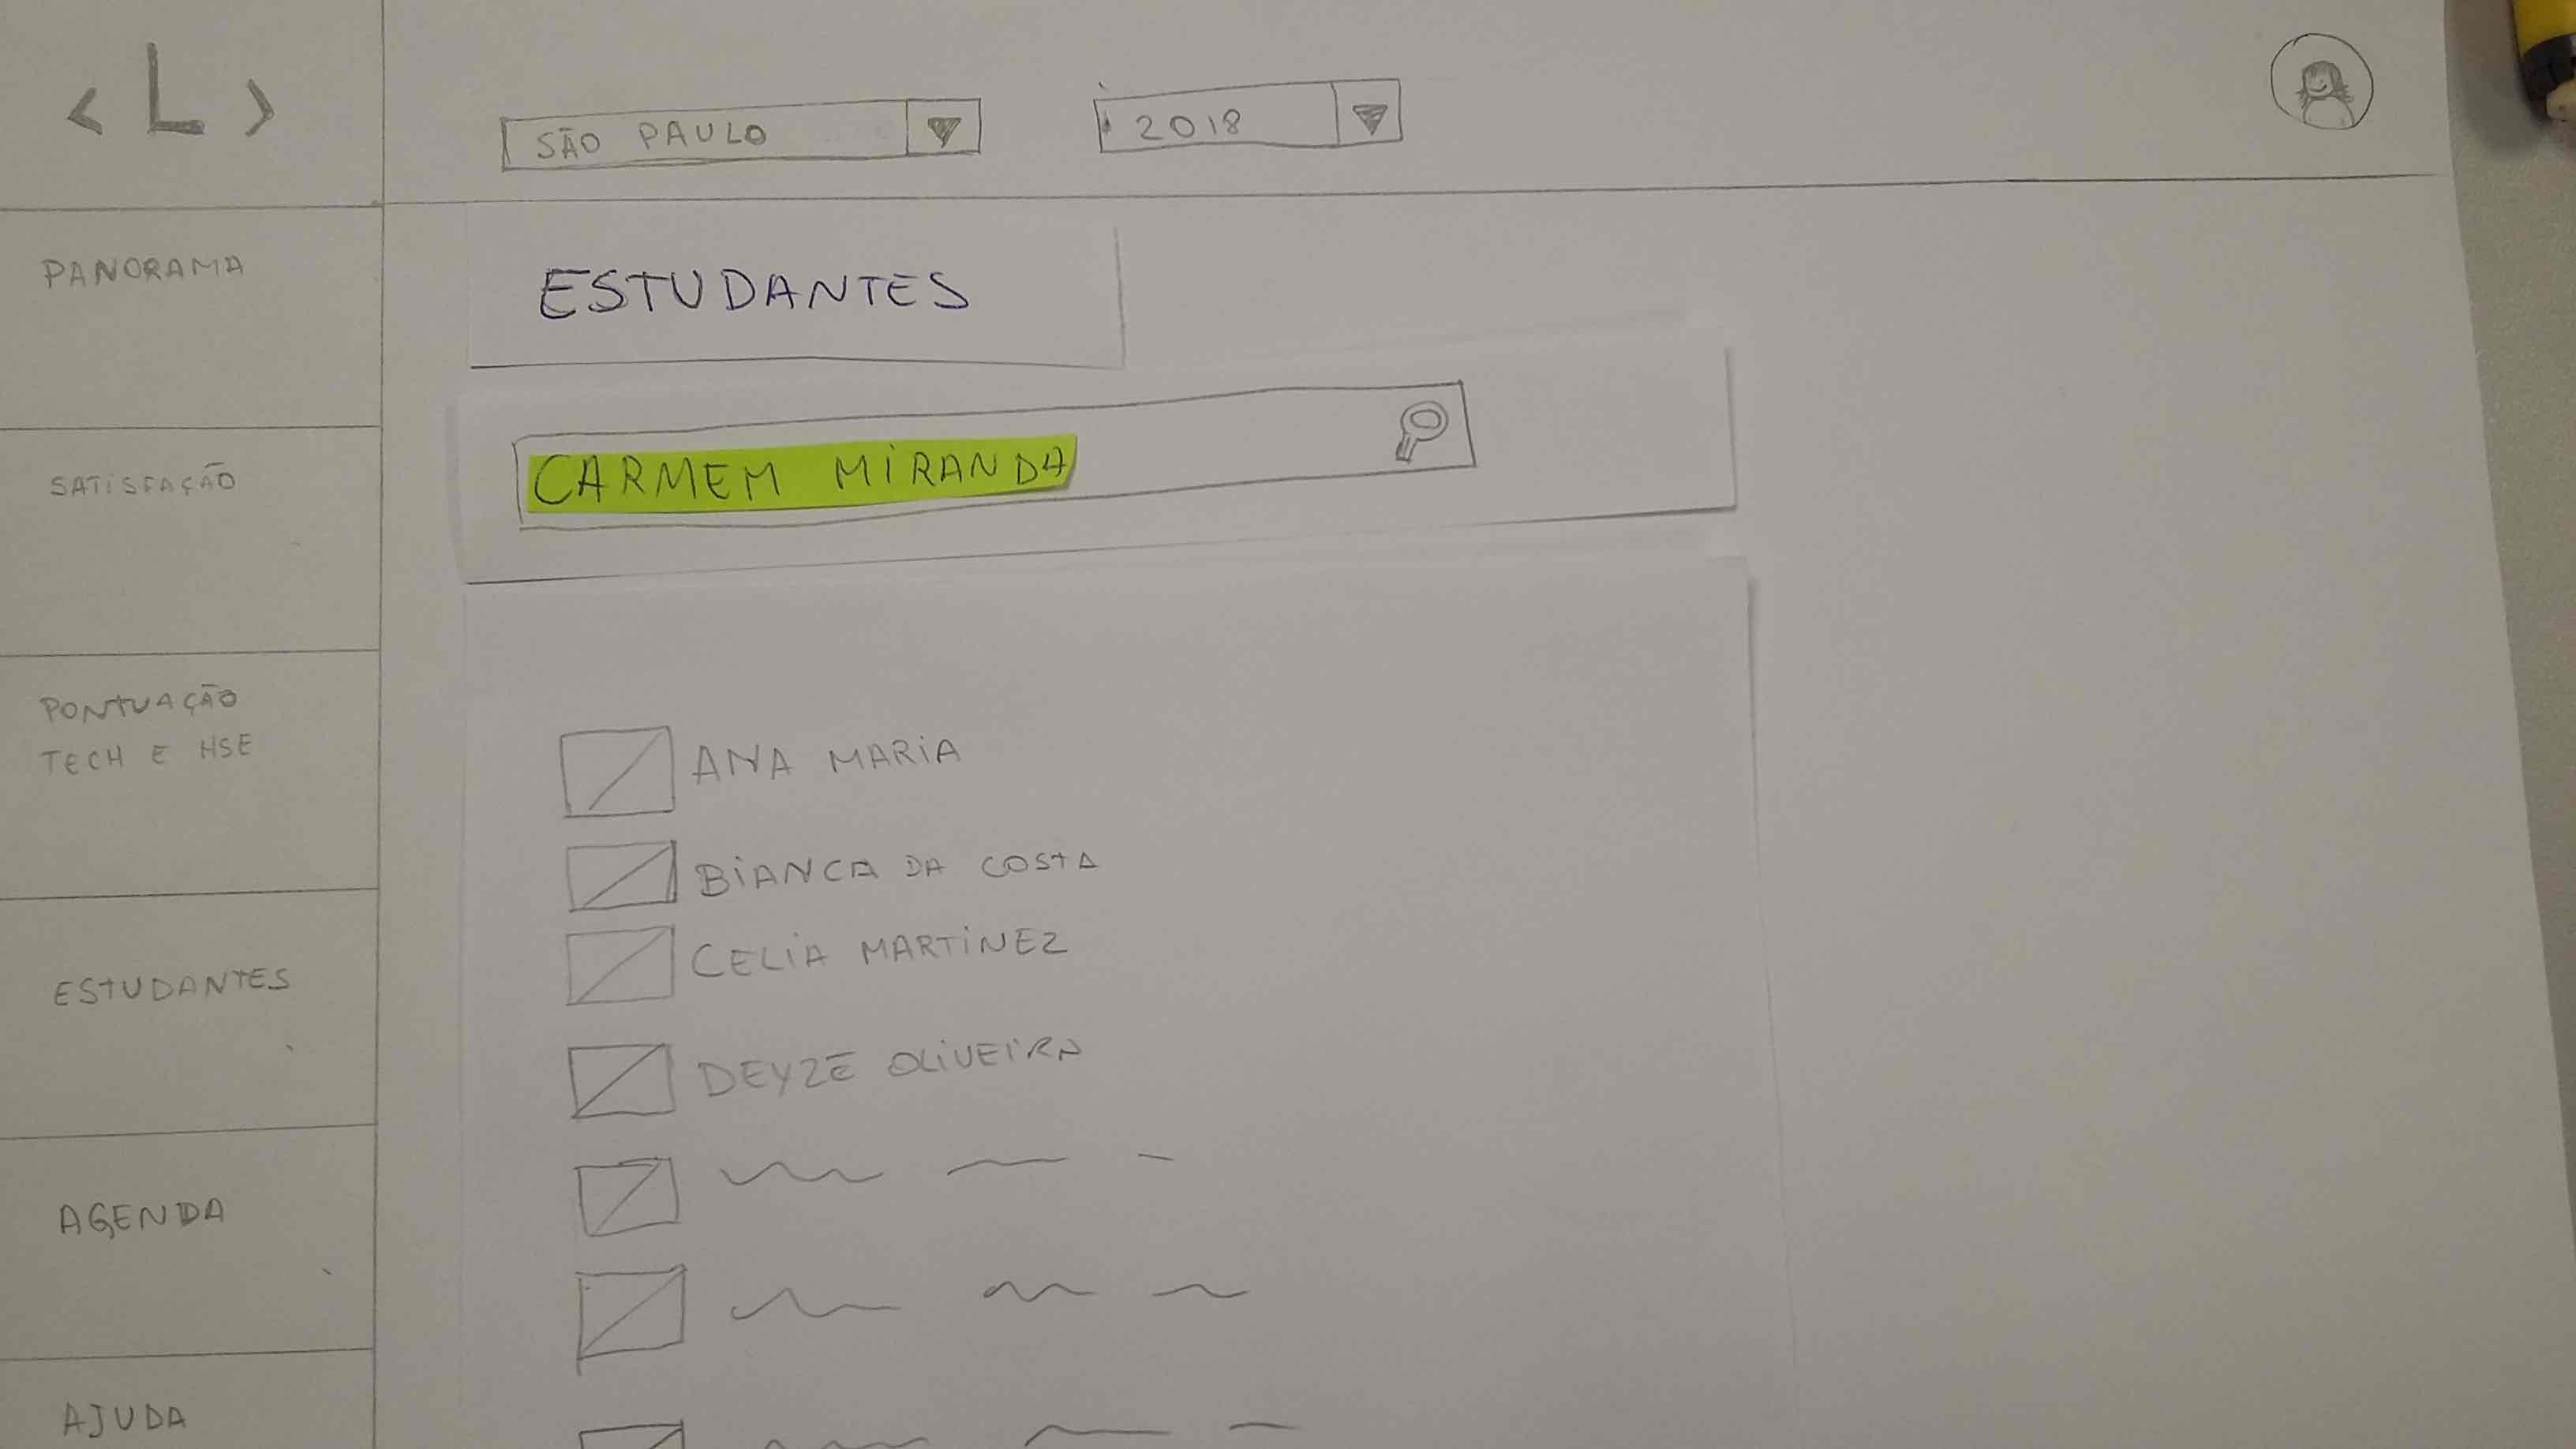 < L >
SÃO PAULO
2018
PANORAMA
SATISFAÇÃO
PONTUAÇÃO
TECH E HSE
ESTUDANTES
AGENDA
AJUDA
ESTUDANTES
CARMEM MIRANDA
ANA MARIA
BIANCA DA COSTA
CELIA MARTINEZ
DEYZE OLIVEIRA